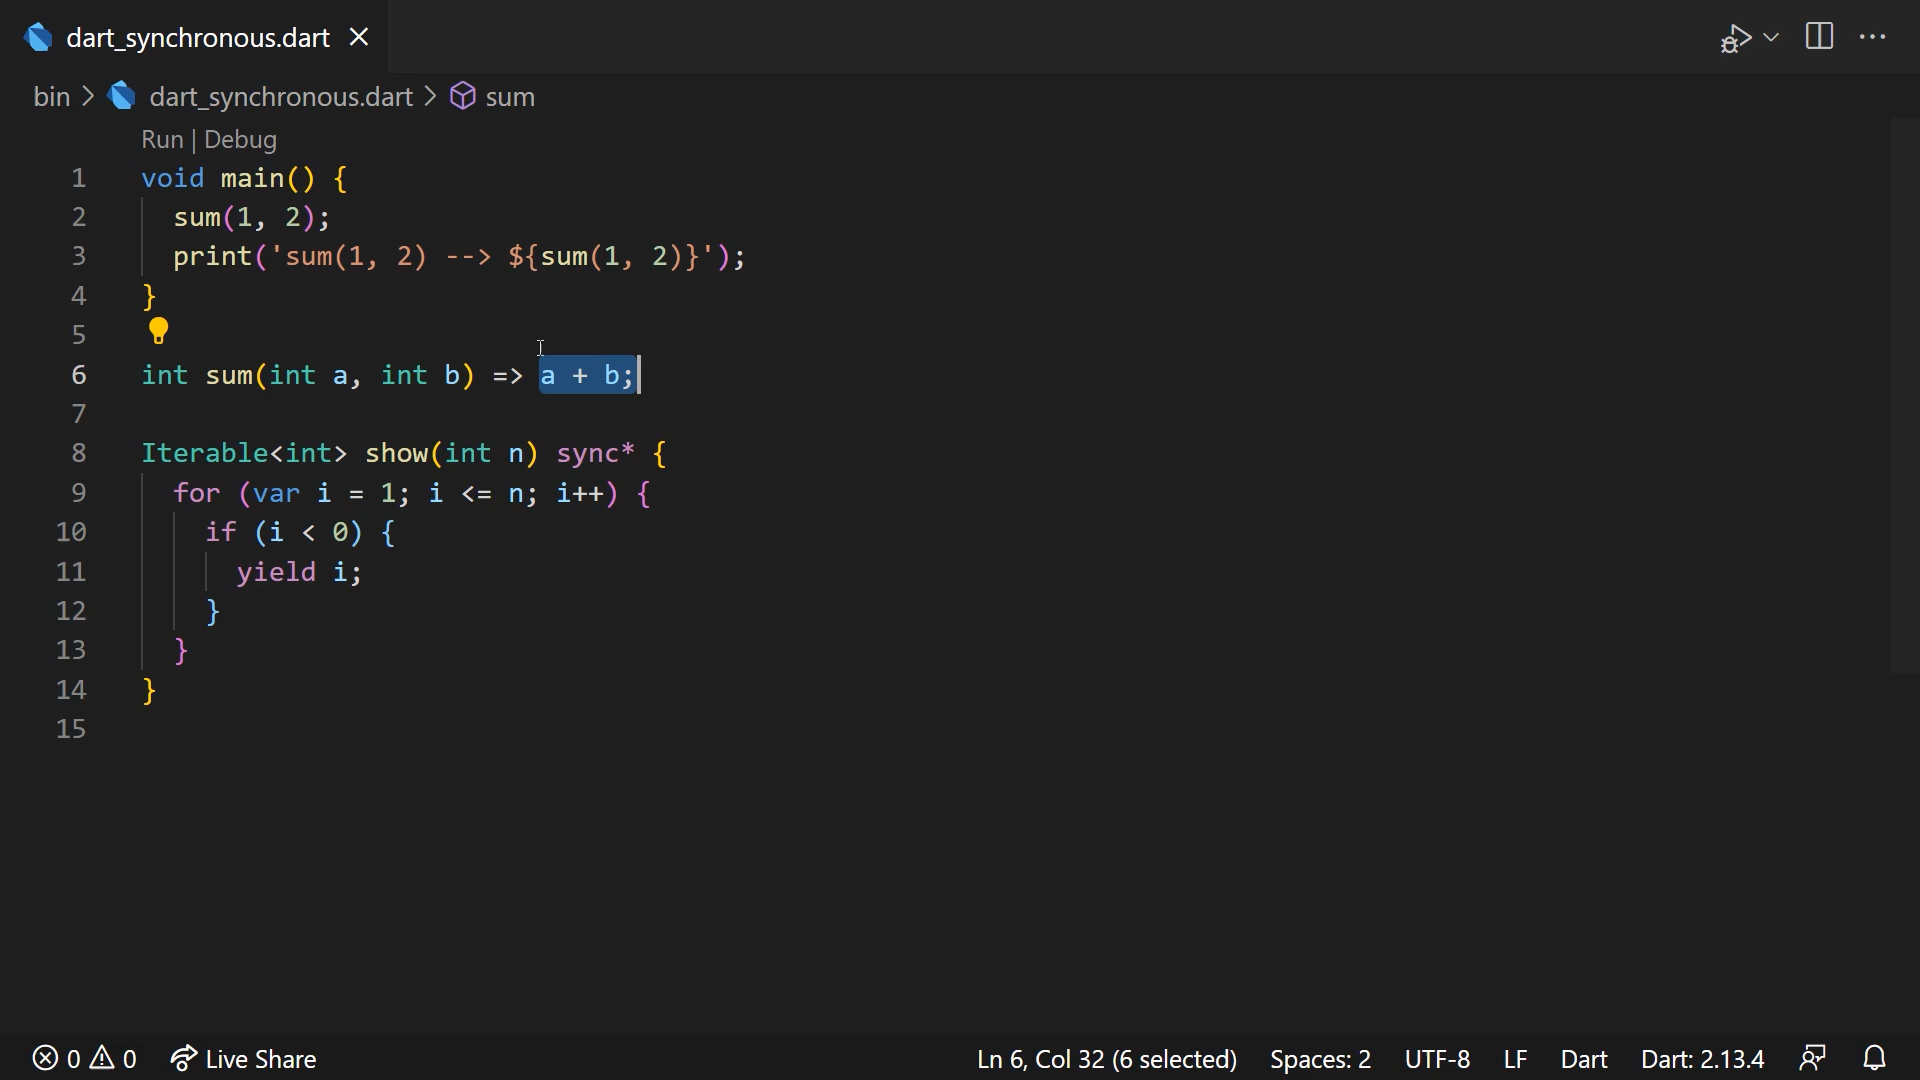 dart_synchronous.dart
bin > dart_synchronous.dart > sum
Run | Debug
1 void main() {
2 sum(1, 2);
3 print('sum(1, 2) --> ${sum(1, 2)}');
4 }
5
6 int sum(int a, int b) => a + b;
7
8 Iterable<int> show(int n) sync* {
9 for (var i = 1; i <= n; i++) {
10 if (i < 0) {
11 yield i;
12 }
13 }
14 }
15
0 0 Live Share Ln 6, Col 32 (6 selected) Spaces: 2 UTF-8 LF Dart Dart: 2.13.4